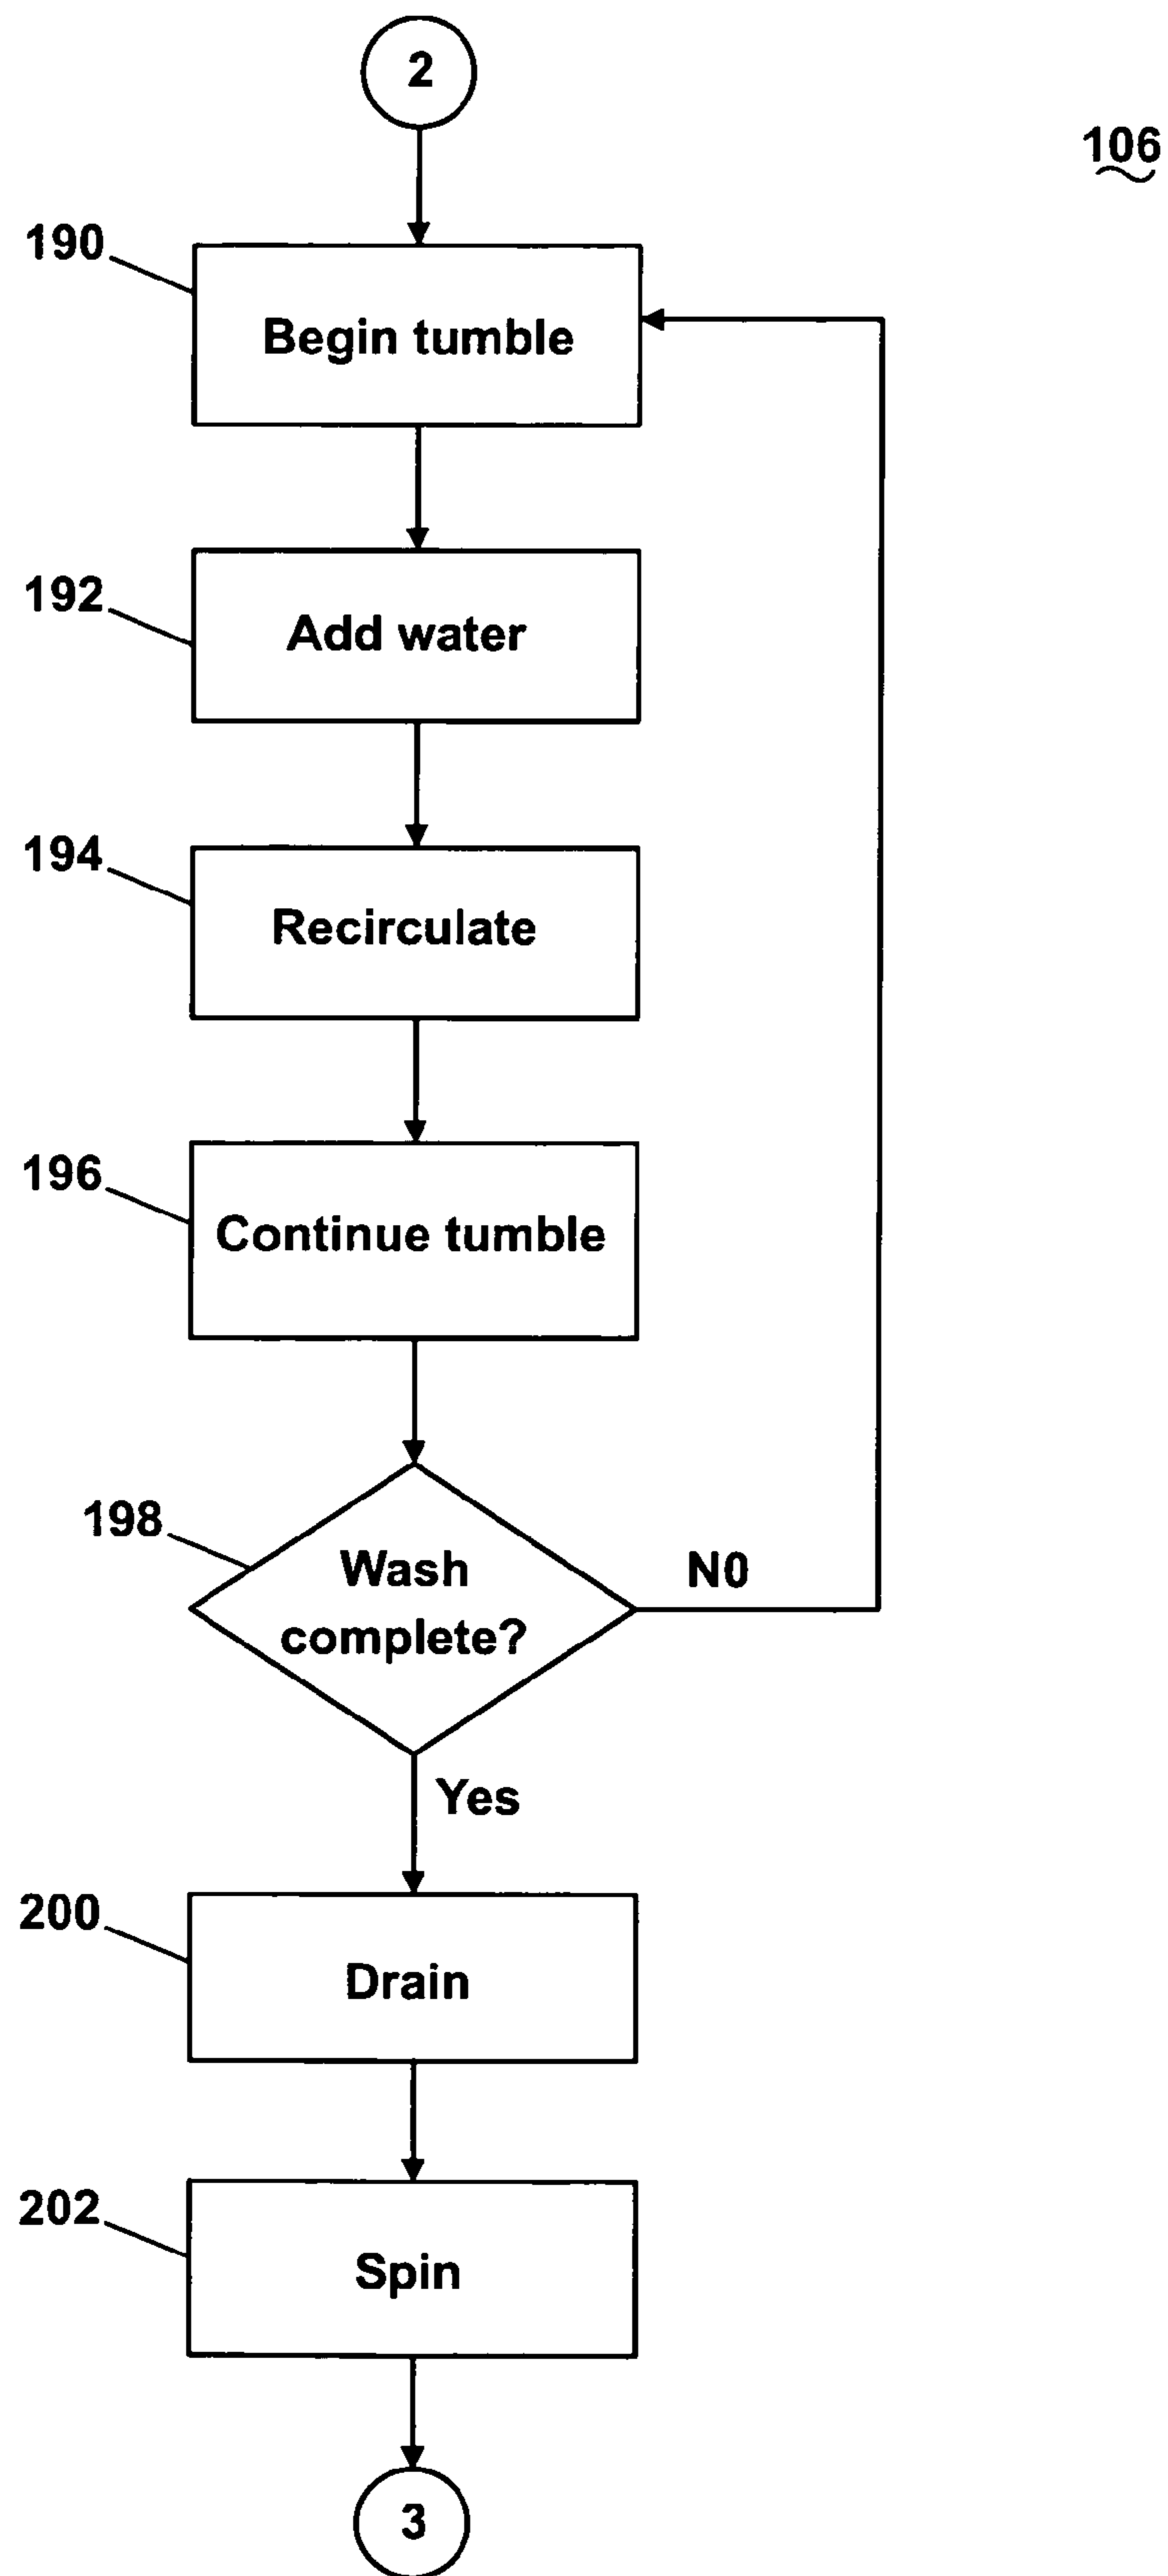 2
106
190
Begin tumble
192
Add water
194
Recirculate
196
Continue tumble
198
Wash
complete?
N0
Yes
200
Drain
202
Spin
3